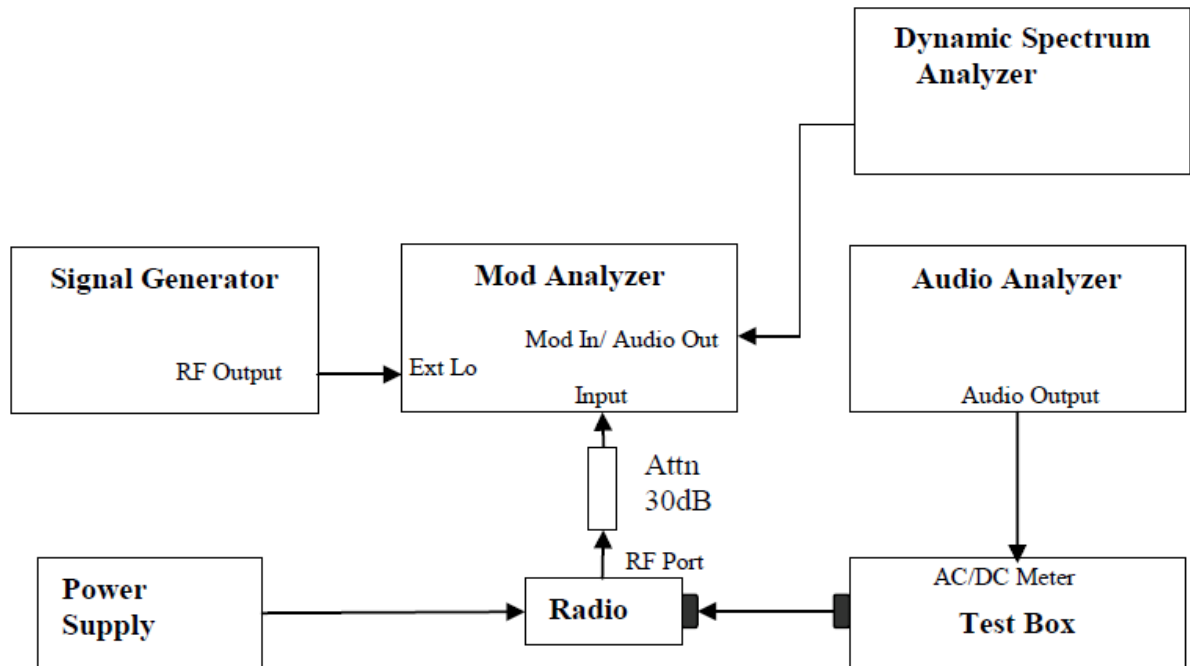 Dynamic Spectrum
Analyzer
Signal Generator
RF Output
Mod Analyzer
Mod In/ Audio Out
Ext Lo
Input
Audio Analyzer
Audio Output
Attn
30dB
RF Port
Power
Supply
Radio
AC/DC Meter
Test Box